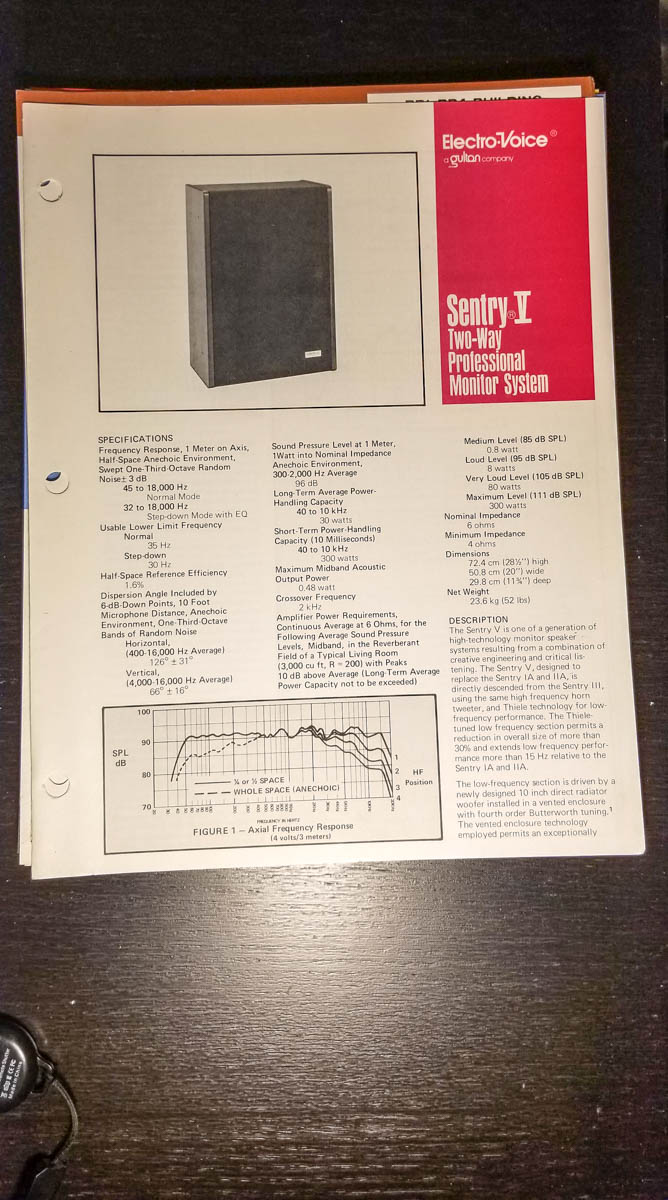 Electro-Voice®
a gulton company
Sentry® V
Two-Way
Professional
Monitor System
SPECIFICATIONS
Frequency Response, 1 Meter on Axis,
Half-Space Anechoic Environment,
Swept One-Third-Octave Random
Noise± 3 dB
45 to 18,000 Hz
Normal Mode
32 to 18,000 Hz
Step-down Mode with EQ
Usable Lower Limit Frequency
Normal
35 Hz
Step-down
30 Hz
Half-Space Reference Efficiency
1.6%
Dispersion Angle Included by
6-dB-Down Points, 10 Foot
Microphone Distance, Anechoic
Environment, One-Third-Octave
Bands of Random Noise
Horizontal,
(400-16,000 Hz Average)
126° ± 31°
Vertical,
(4,000-16,000 Hz Average)
66° ± 16°
Sound Pressure Level at 1 Meter,
1Watt into Nominal Impedance
Anechoic Environment,
300-2,000 Hz Average
96 dB
Long-Term Average Power-
Handling Capacity
40 to 10 kHz
30 watts
Short-Term Power-Handling
Capacity (10 Milliseconds)
40 to 10 kHz
300 watts
Maximum Midband Acoustic
Output Power
0.48 watt
Crossover Frequency
2 kHz
Amplifier Power Requirements,
Continuous Average at 6 Ohms, for the
Following Average Sound Pressure
Levels, Midband, in the Reverberant
Field of a Typical Living Room
(3,000 cu ft, R = 200) with Peaks
10 dB above Average (Long-Term Average
Power Capacity not to be exceeded)
Medium Level (85 dB SPL)
0.8 watt
Loud Level (95 dB SPL)
8 watts
Very Loud Level (105 dB SPL)
80 watts
Maximum Level (111 dB SPL)
300 watts
Nominal Impedance
6 ohms
Minimum Impedance
4 ohms
Dimensions
72.4 cm (28½") high
50.8 cm (20") wide
29.8 cm (11¾") deep
Net Weight
23.6 kg (52 lbs)
DESCRIPTION
The Sentry V is one of a generation of
high-technology monitor speaker
systems resulting from a combination of
creative engineering and critical lis-
tening. The Sentry V, designed to
replace the Sentry IA and IIA, is
directly descended from the Sentry III,
using the same high frequency horn
tweeter, and Thiele technology for low-
frequency performance. The Thiele-
tuned low frequency section permits a
reduction in overall size of more than
30% and extends low frequency perfor-
mance more than 15 Hz relative to the
Sentry IA and IIA.
The low-frequency section is driven by a
newly designed 10 inch direct radiator
woofer installed in a vented enclosure
with fourth order Butterworth tuning.¹
The vented enclosure technology
employed permits an exceptionally
100
90
80
70
SPL
dB
¼ or ½ SPACE
WHOLE SPACE (ANECHOIC)
1
2
3
4
HF
Position
FREQUENCY IN HERTZ
FIGURE 1 — Axial Frequency Response
(4 volts/3 meters)
Made in China